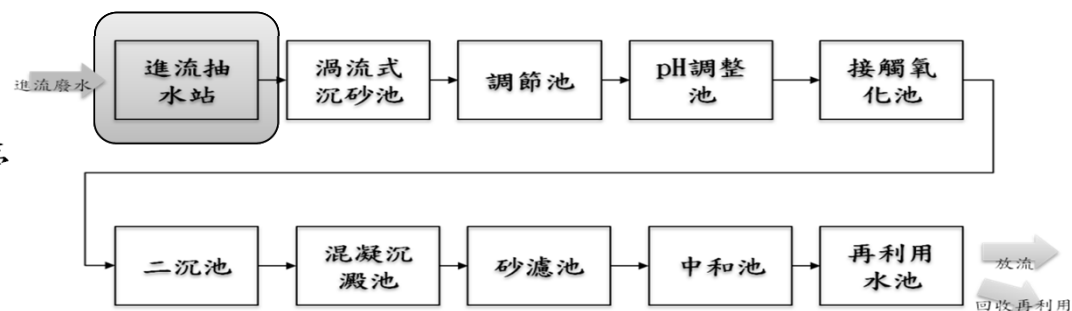 進流廢水
進流抽
水站
渦流式
沉砂池
調節池
pH調整
池
接觸氧
化池
二沉池
混凝沉
澱池
砂濾池
中和池
再利用
水池
放流
回收再利用